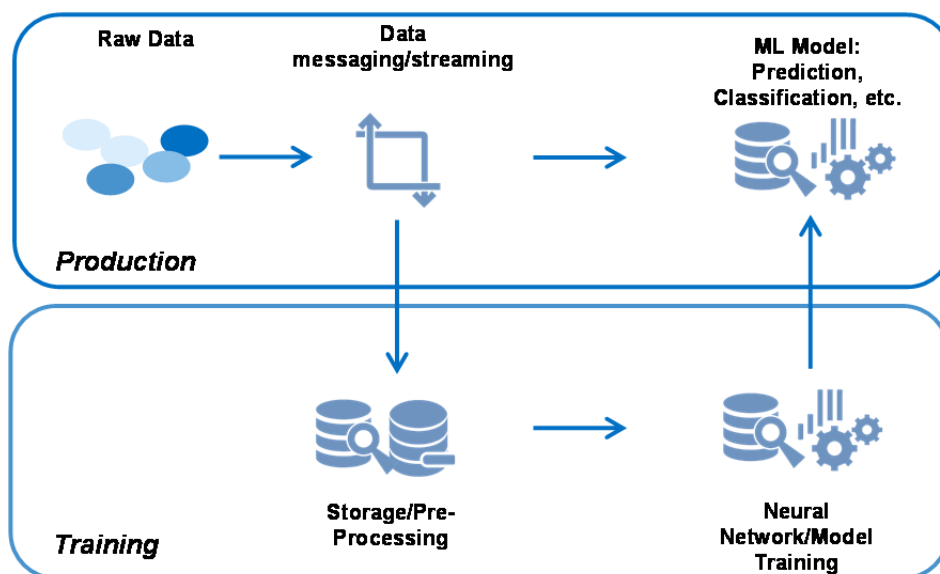 Raw Data
Data
messaging/streaming
ML Model:
Prediction,
Classification, etc.
Production
Storage/Pre-
Processing
Neural
Network/Model
Training
Training